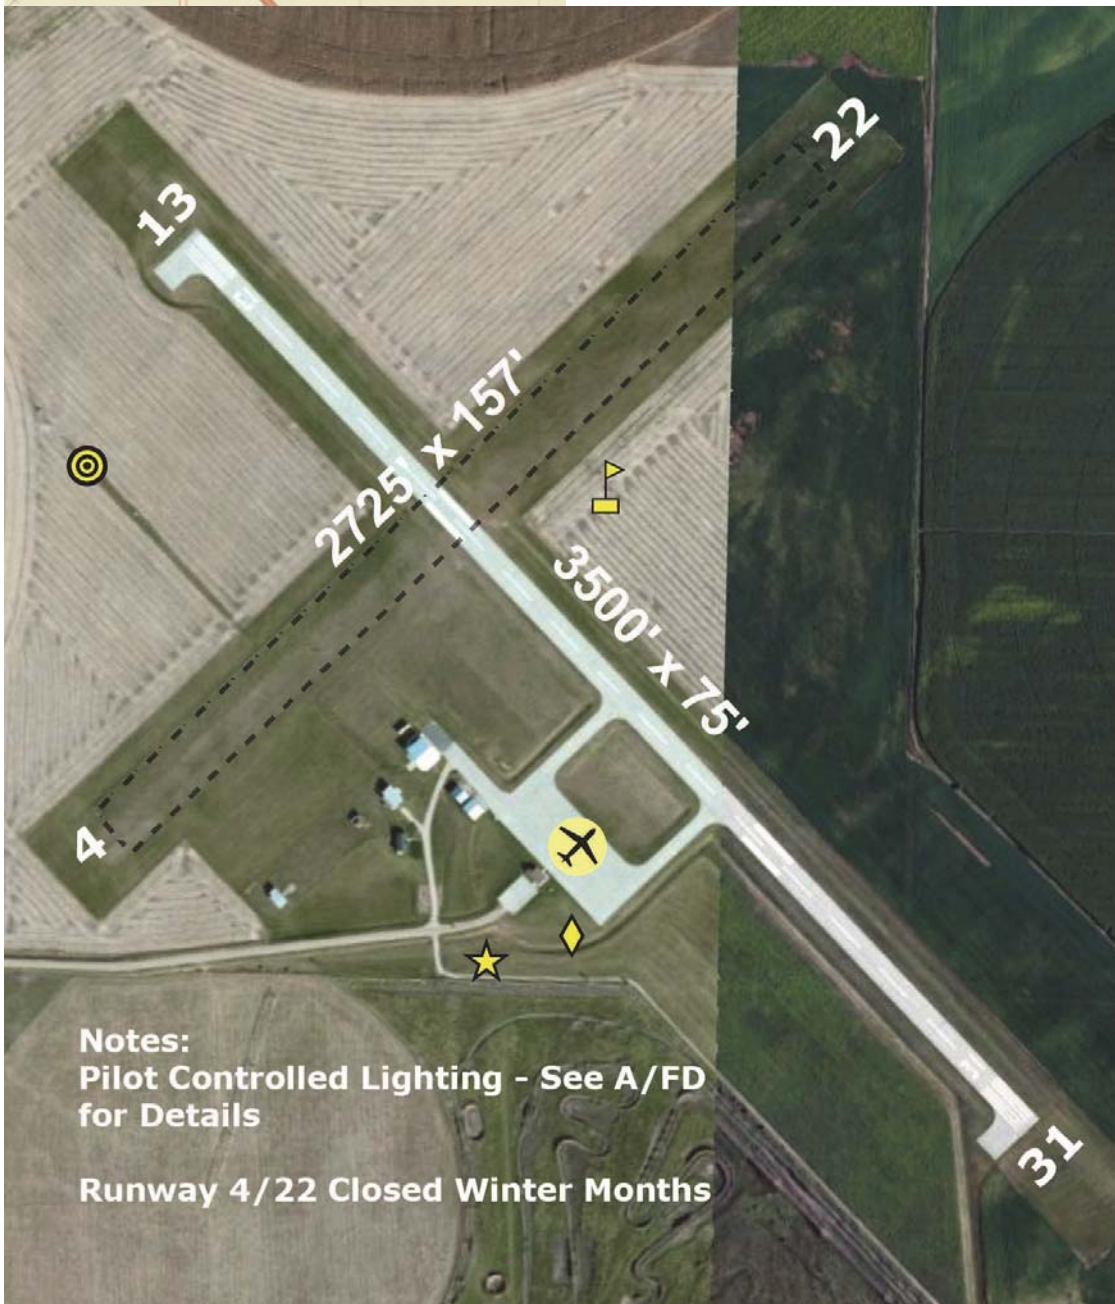 22
13
2725' x 157'
3500' x 75'
4
31
Notes:
Pilot Controlled Lighting - See A/FD
for Details
Runway 4/22 Closed Winter Months